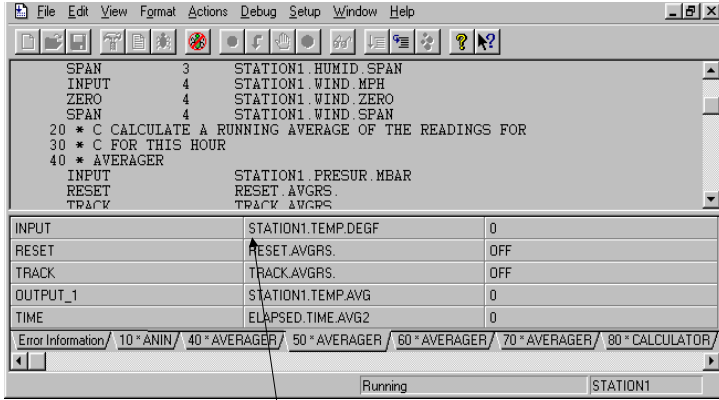 File Edit View Format Actions Debug Setup Window Help
SPAN 3 STATION1.HUMID.SPAN
INPUT 4 STATION1.WIND.MPH
ZERO 4 STATION1.WIND.ZERO
SPAN 4 STATION1.WIND.SPAN
20 * C CALCULATE A RUNNING AVERAGE OF THE READINGS FOR
30 * C FOR THIS HOUR
40 * AVERAGER
INPUT STATION1.PRESUR.MBAR
RESET RESET.AVGRS.
TRACK TRACK.AVGRS.
INPUT STATION1.TEMP.DEGF 0
RESET RESET.AVGRS. OFF
TRACK TRACK.AVGRS. OFF
OUTPUT_1 STATION1.TEMP.AVG 0
TIME ELAPSED.TIME.AVG2 0
Error Information / 10 * ANIN / 40 * AVERAGER / 50 * AVERAGER / 60 * AVERAGER / 70 * AVERAGER / 80 * CALCULATOR /
Running STATION1